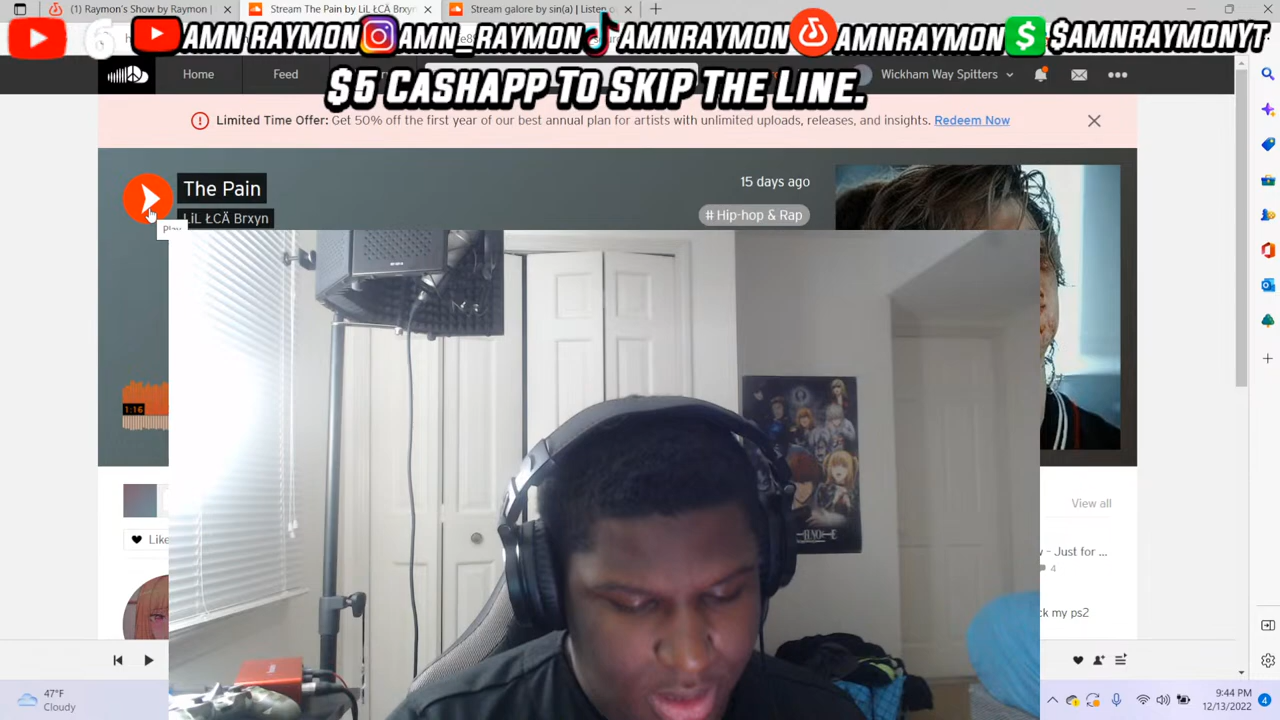 (1) Raymon's Show by Raymon |
Stream The Pain by LiL ŁCĂ Brxyn
Stream galore by sin(a) | Listen o
6
AMN RAYMON
AMN_RAYMON
AMNRAYMON
AMNRAYMON
$AMNRAYMONYT
Home
Feed
Wickham Way Spitters
$5 CASHAPP TO SKIP THE LINE.
Limited Time Offer: Get 50% off the first year of our best annual plan for artists with unlimited uploads, releases, and insights. Redeem Now
The Pain
15 days ago
LiL ŁCĂ Brxyn
# Hip-hop & Rap
Play
1:16
View all
Like
- Just for ...
4
ck my ps2
47°F
Cloudy
9:44 PM
12/13/2022
4